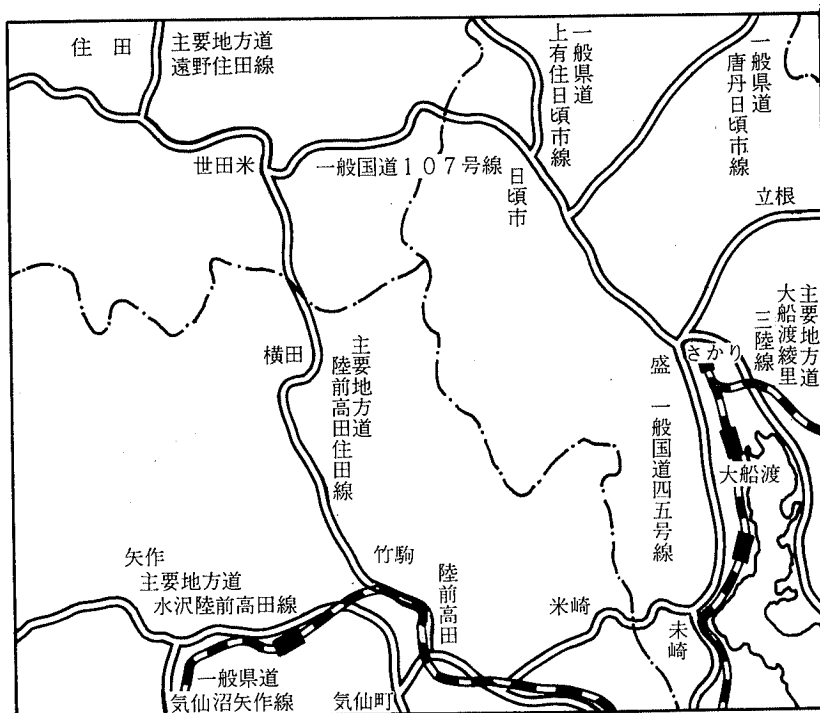 住田
主要地方道
遠野住田線
一般県道
上有住日頃市線
一般県道
唐丹日頃市線
世田米
一般国道107号線
日頃市
立根
主要地方道
大船渡綾里
三陸線
横田
主要地方道
陸前高田住田線
盛
さかり
一般国道四五号線
大船渡
矢作
主要地方道
水沢陸前高田線
竹駒
陸前高田
米崎
末崎
一般県道
気仙沼矢作線
気仙町